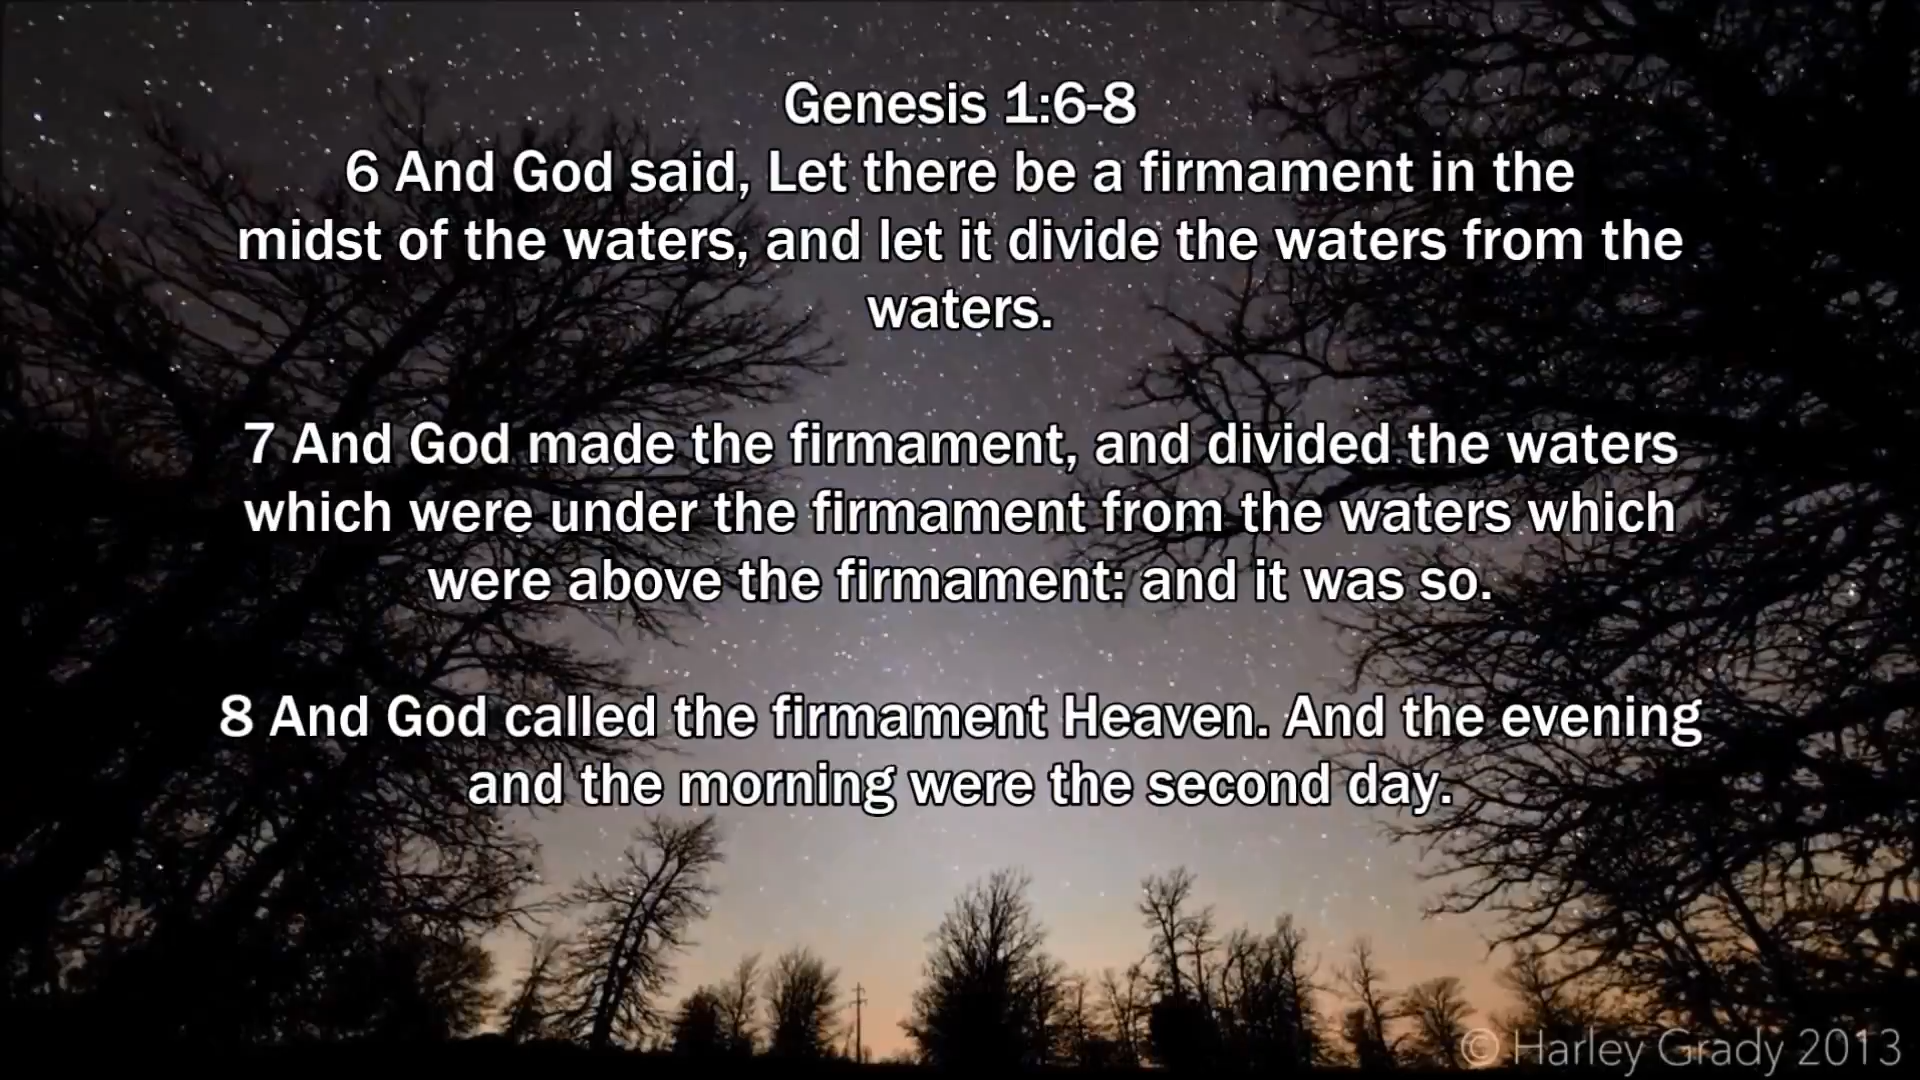 Genesis 1:6-8
6 And God said, Let there be a firmament in the
midst of the waters, and let it divide the waters from the
waters.
7 And God made the firmament, and divided the waters
which were under the firmament from the waters which
were above the firmament: and it was so.
8 And God called the firmament Heaven. And the evening
and the morning were the second day.
© Harley Grady 2013